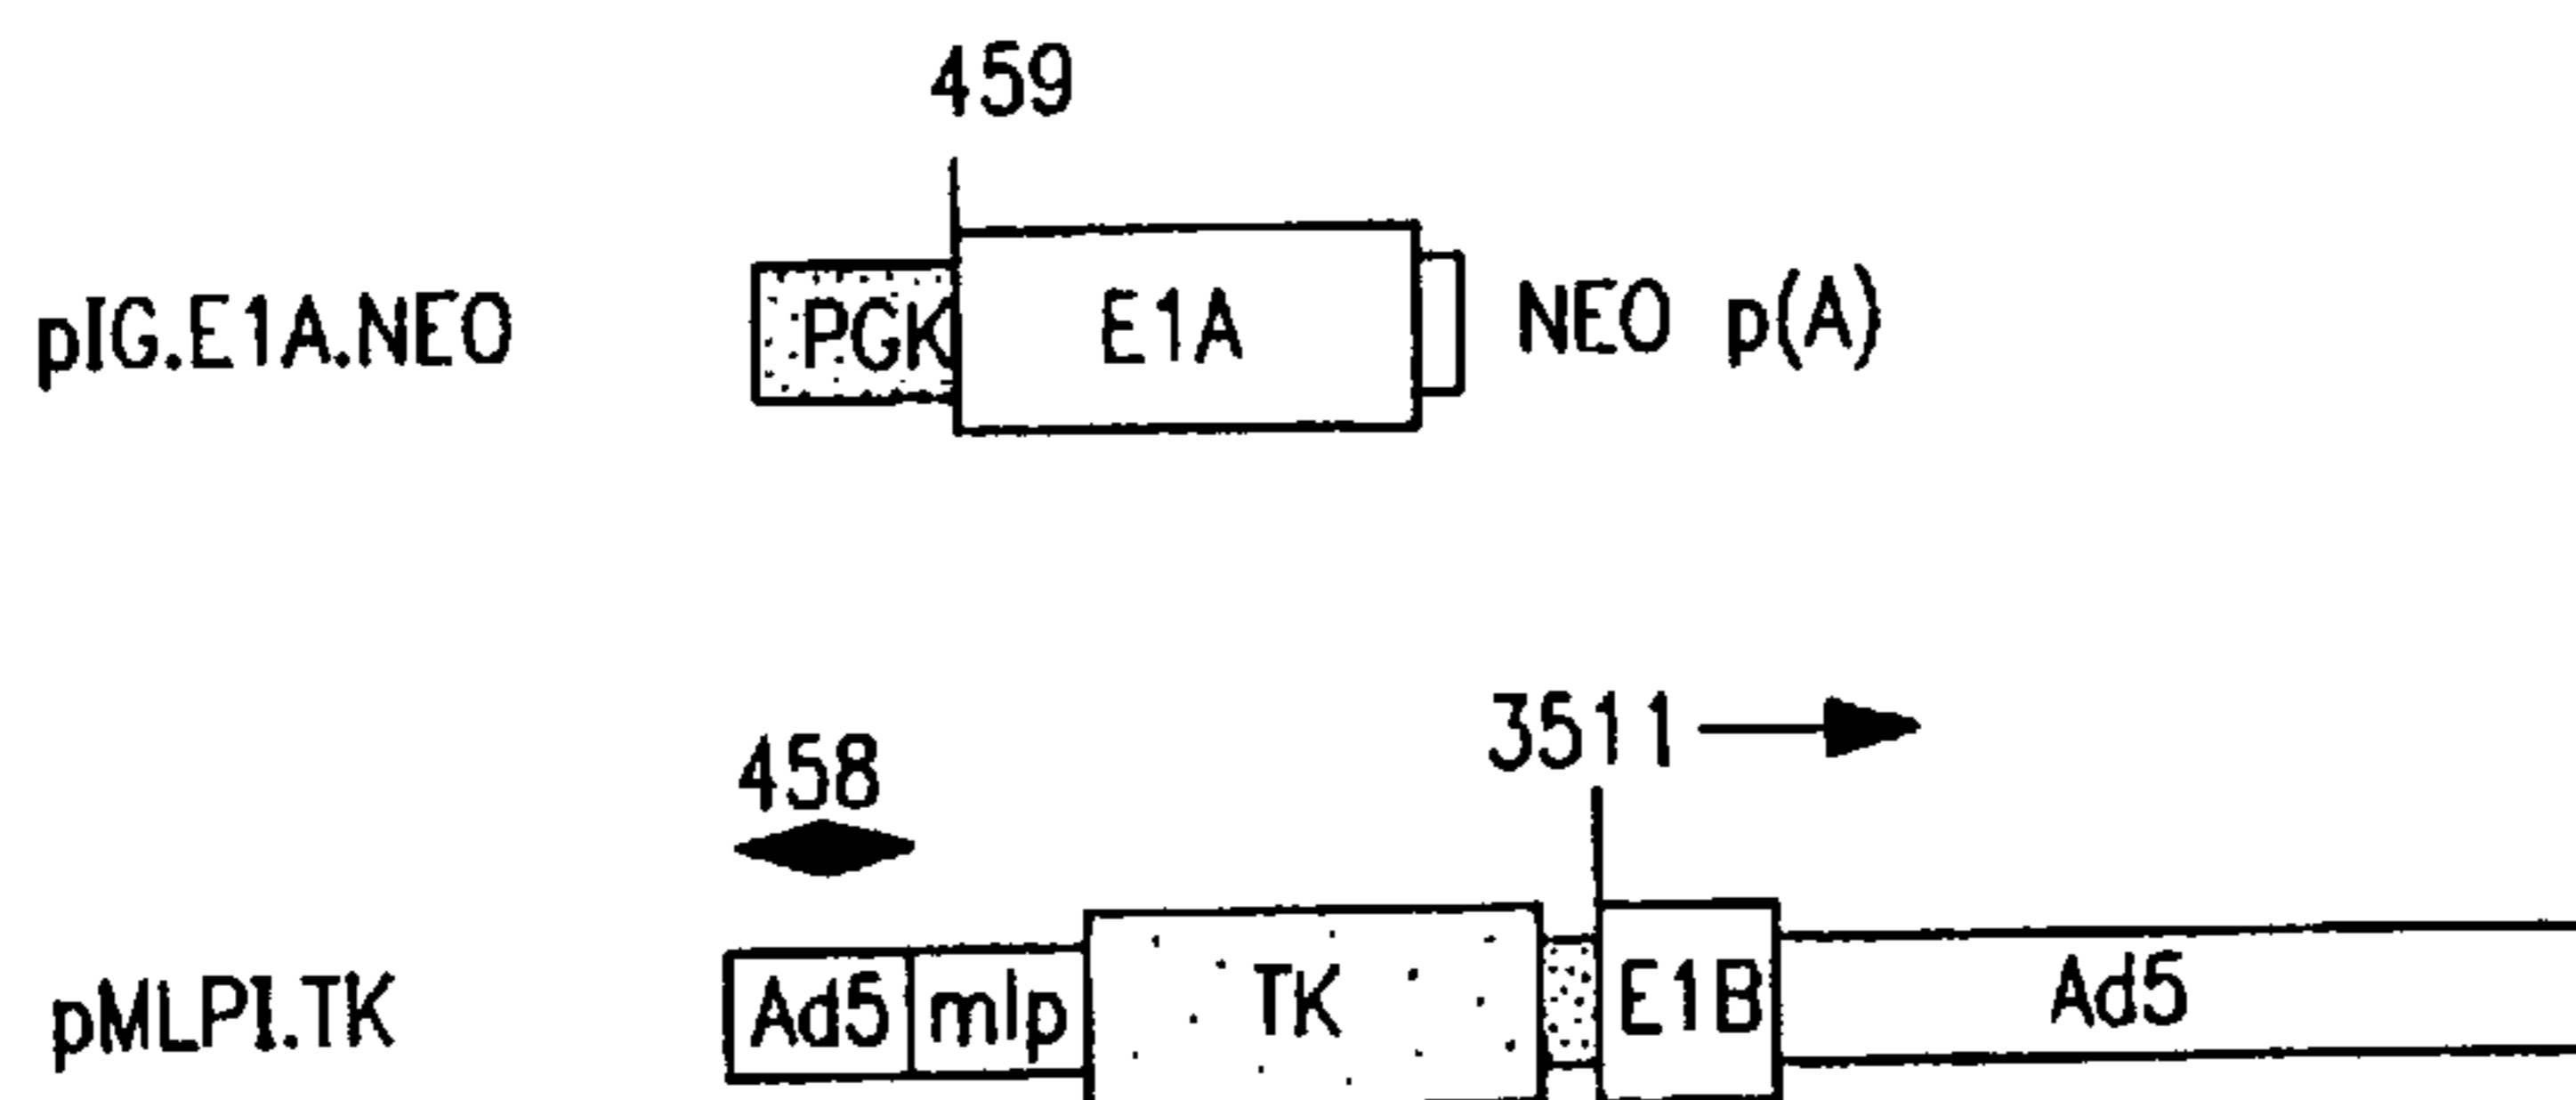 459
pIG.E1A.NEO PGK E1A NEO p(A)
3511
458
pMLPI.TK Ad5 mlp TK E1B Ad5